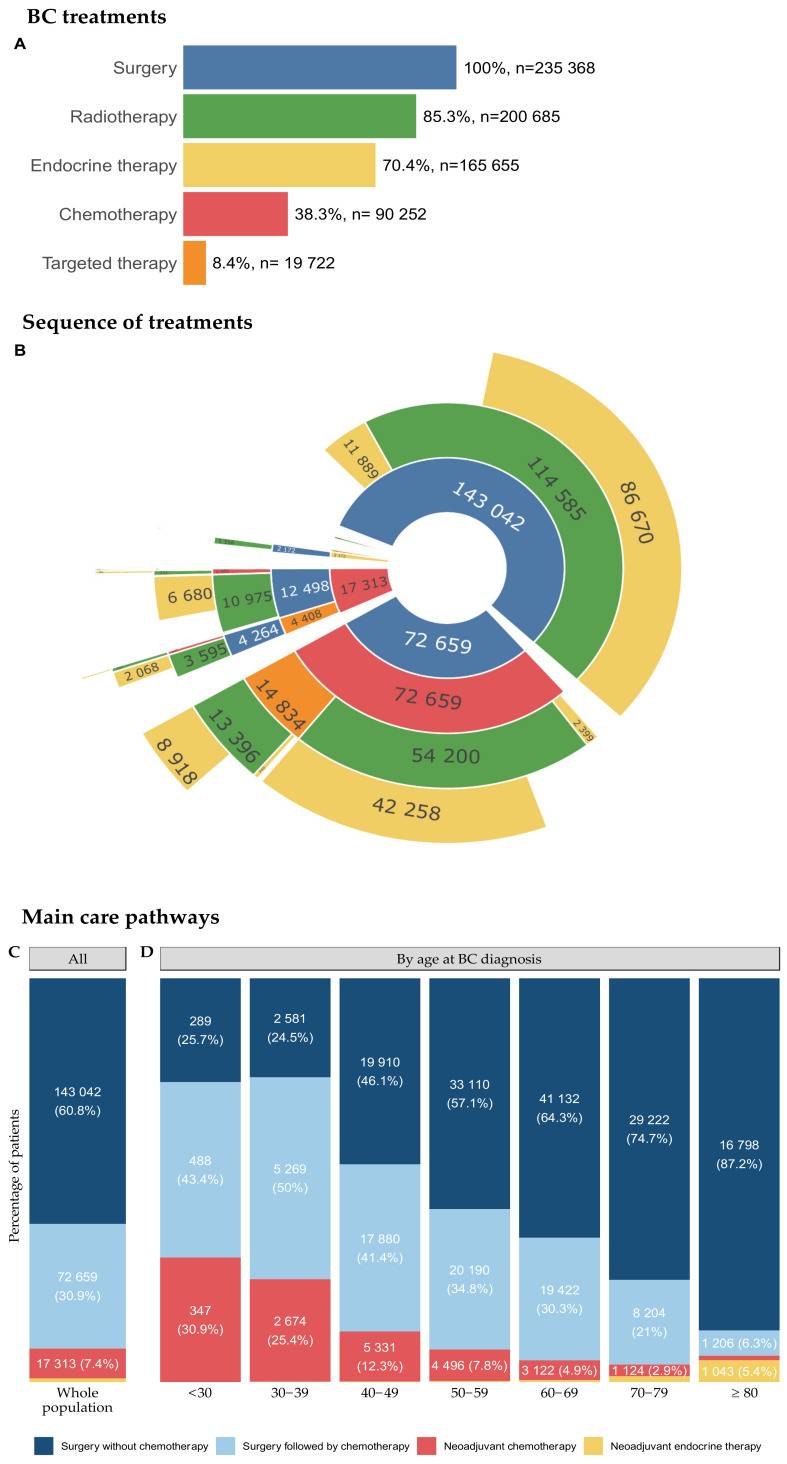 BC treatments
A
Surgery
100%, n=235 368
Radiotherapy
85.3%, n=200 685
Endocrine therapy
70.4%, n=165 655
Chemotherapy
38.3%, n= 90 252
Targeted therapy
8.4%, n= 19 722
Sequence of treatments
B
11 889
114 585
86 670
143 042
2 172
6 680
10 975
12 498
17 313
4 408
4 264
3 595
2 068
72 659
72 659
14 834
13 396
8 918
54 200
2 399
42 258
Main care pathways
C
All
D
By age at BC diagnosis
Percentage of patients
143 042
(60.8%)
72 659
(30.9%)
17 313 (7.4%)
Whole
population
289
(25.7%)
488
(43.4%)
347
(30.9%)
<30
2 581
(24.5%)
5 269
(50%)
2 674
(25.4%)
30−39
19 910
(46.1%)
17 880
(41.4%)
5 331
(12.3%)
40−49
33 110
(57.1%)
20 190
(34.8%)
4 496 (7.8%)
50−59
41 132
(64.3%)
19 422
(30.3%)
3 122 (4.9%)
60−69
29 222
(74.7%)
8 204
(21%)
1 124 (2.9%)
70−79
16 798
(87.2%)
1 206 (6.3%)
1 043 (5.4%)
≥ 80
Surgery without chemotherapy
Surgery followed by chemotherapy
Neoadjuvant chemotherapy
Neoadjuvant endocrine therapy